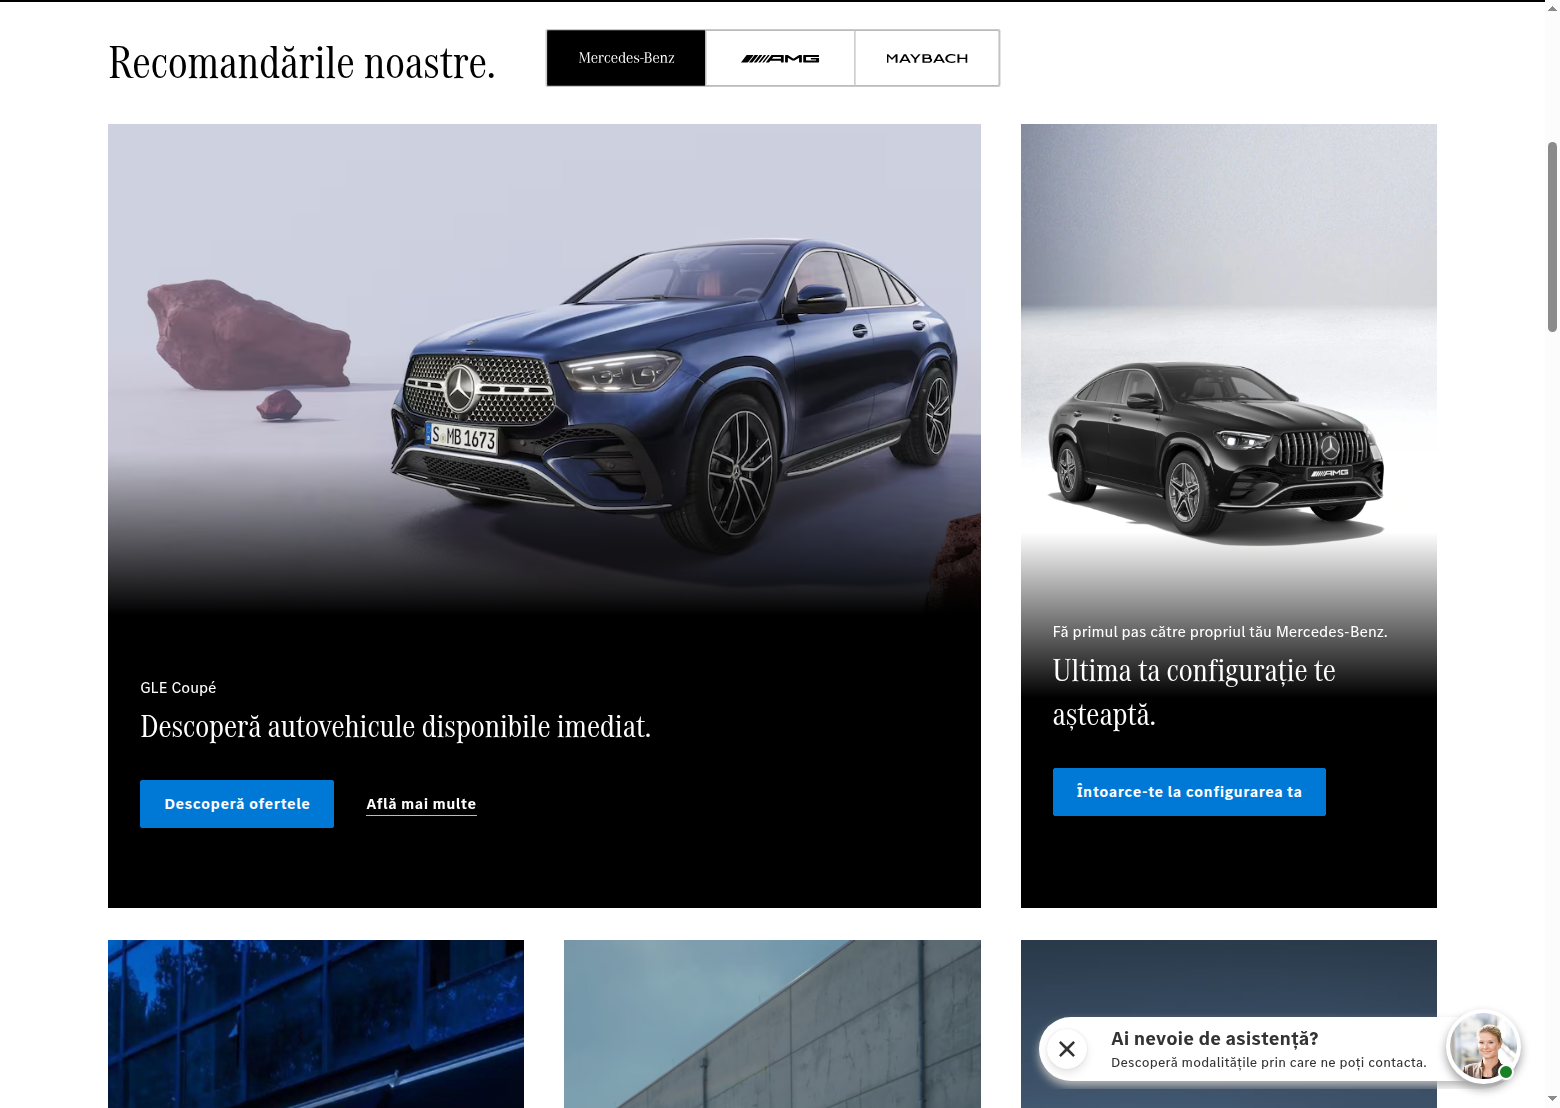 Recomandările noastre.
Mercedes-Benz
AMG
MAYBACH
S MB 1673
AMG
GLE Coupé
Descoperă autovehicule disponibile imediat.
Descoperă ofertele
Află mai multe
Fă primul pas către propriul tău Mercedes-Benz.
Ultima ta configurație te
așteaptă.
Întoarce-te la configurarea ta
Ai nevoie de asistență?
Descoperă modalitățile prin care ne poți contacta.